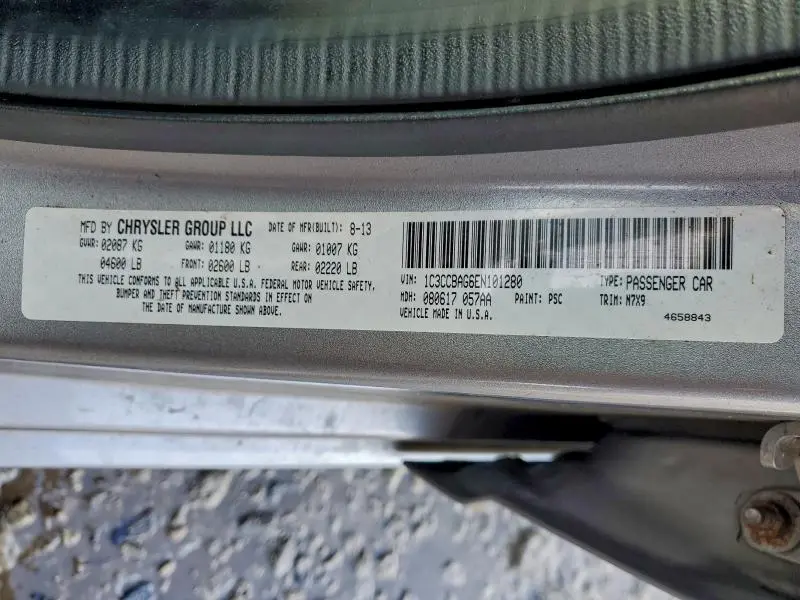 MFD BY CHRYSLER GROUP LLC DATE OF MFR(BUILT): 8-13
GVWR: 02087 KG GAWR: 01180 KG GAWR: 01007 KG
04600 LB FRONT: 02600 LB REAR: 02220 LB
THIS VEHICLE CONFORMS TO ALL APPLICABLE U.S.A. FEDERAL MOTOR VEHICLE SAFETY,
BUMPER AND THEFT PREVENTION STANDARDS IN EFFECT ON
THE DATE OF MANUFACTURE SHOWN ABOVE.
VIN: 1C3CCBAG6EN101280 TYPE: PASSENGER CAR
MDH: 080617 057AA PAINT: PSC TRIM: N7X9
VEHICLE MADE IN U.S.A. 4658843